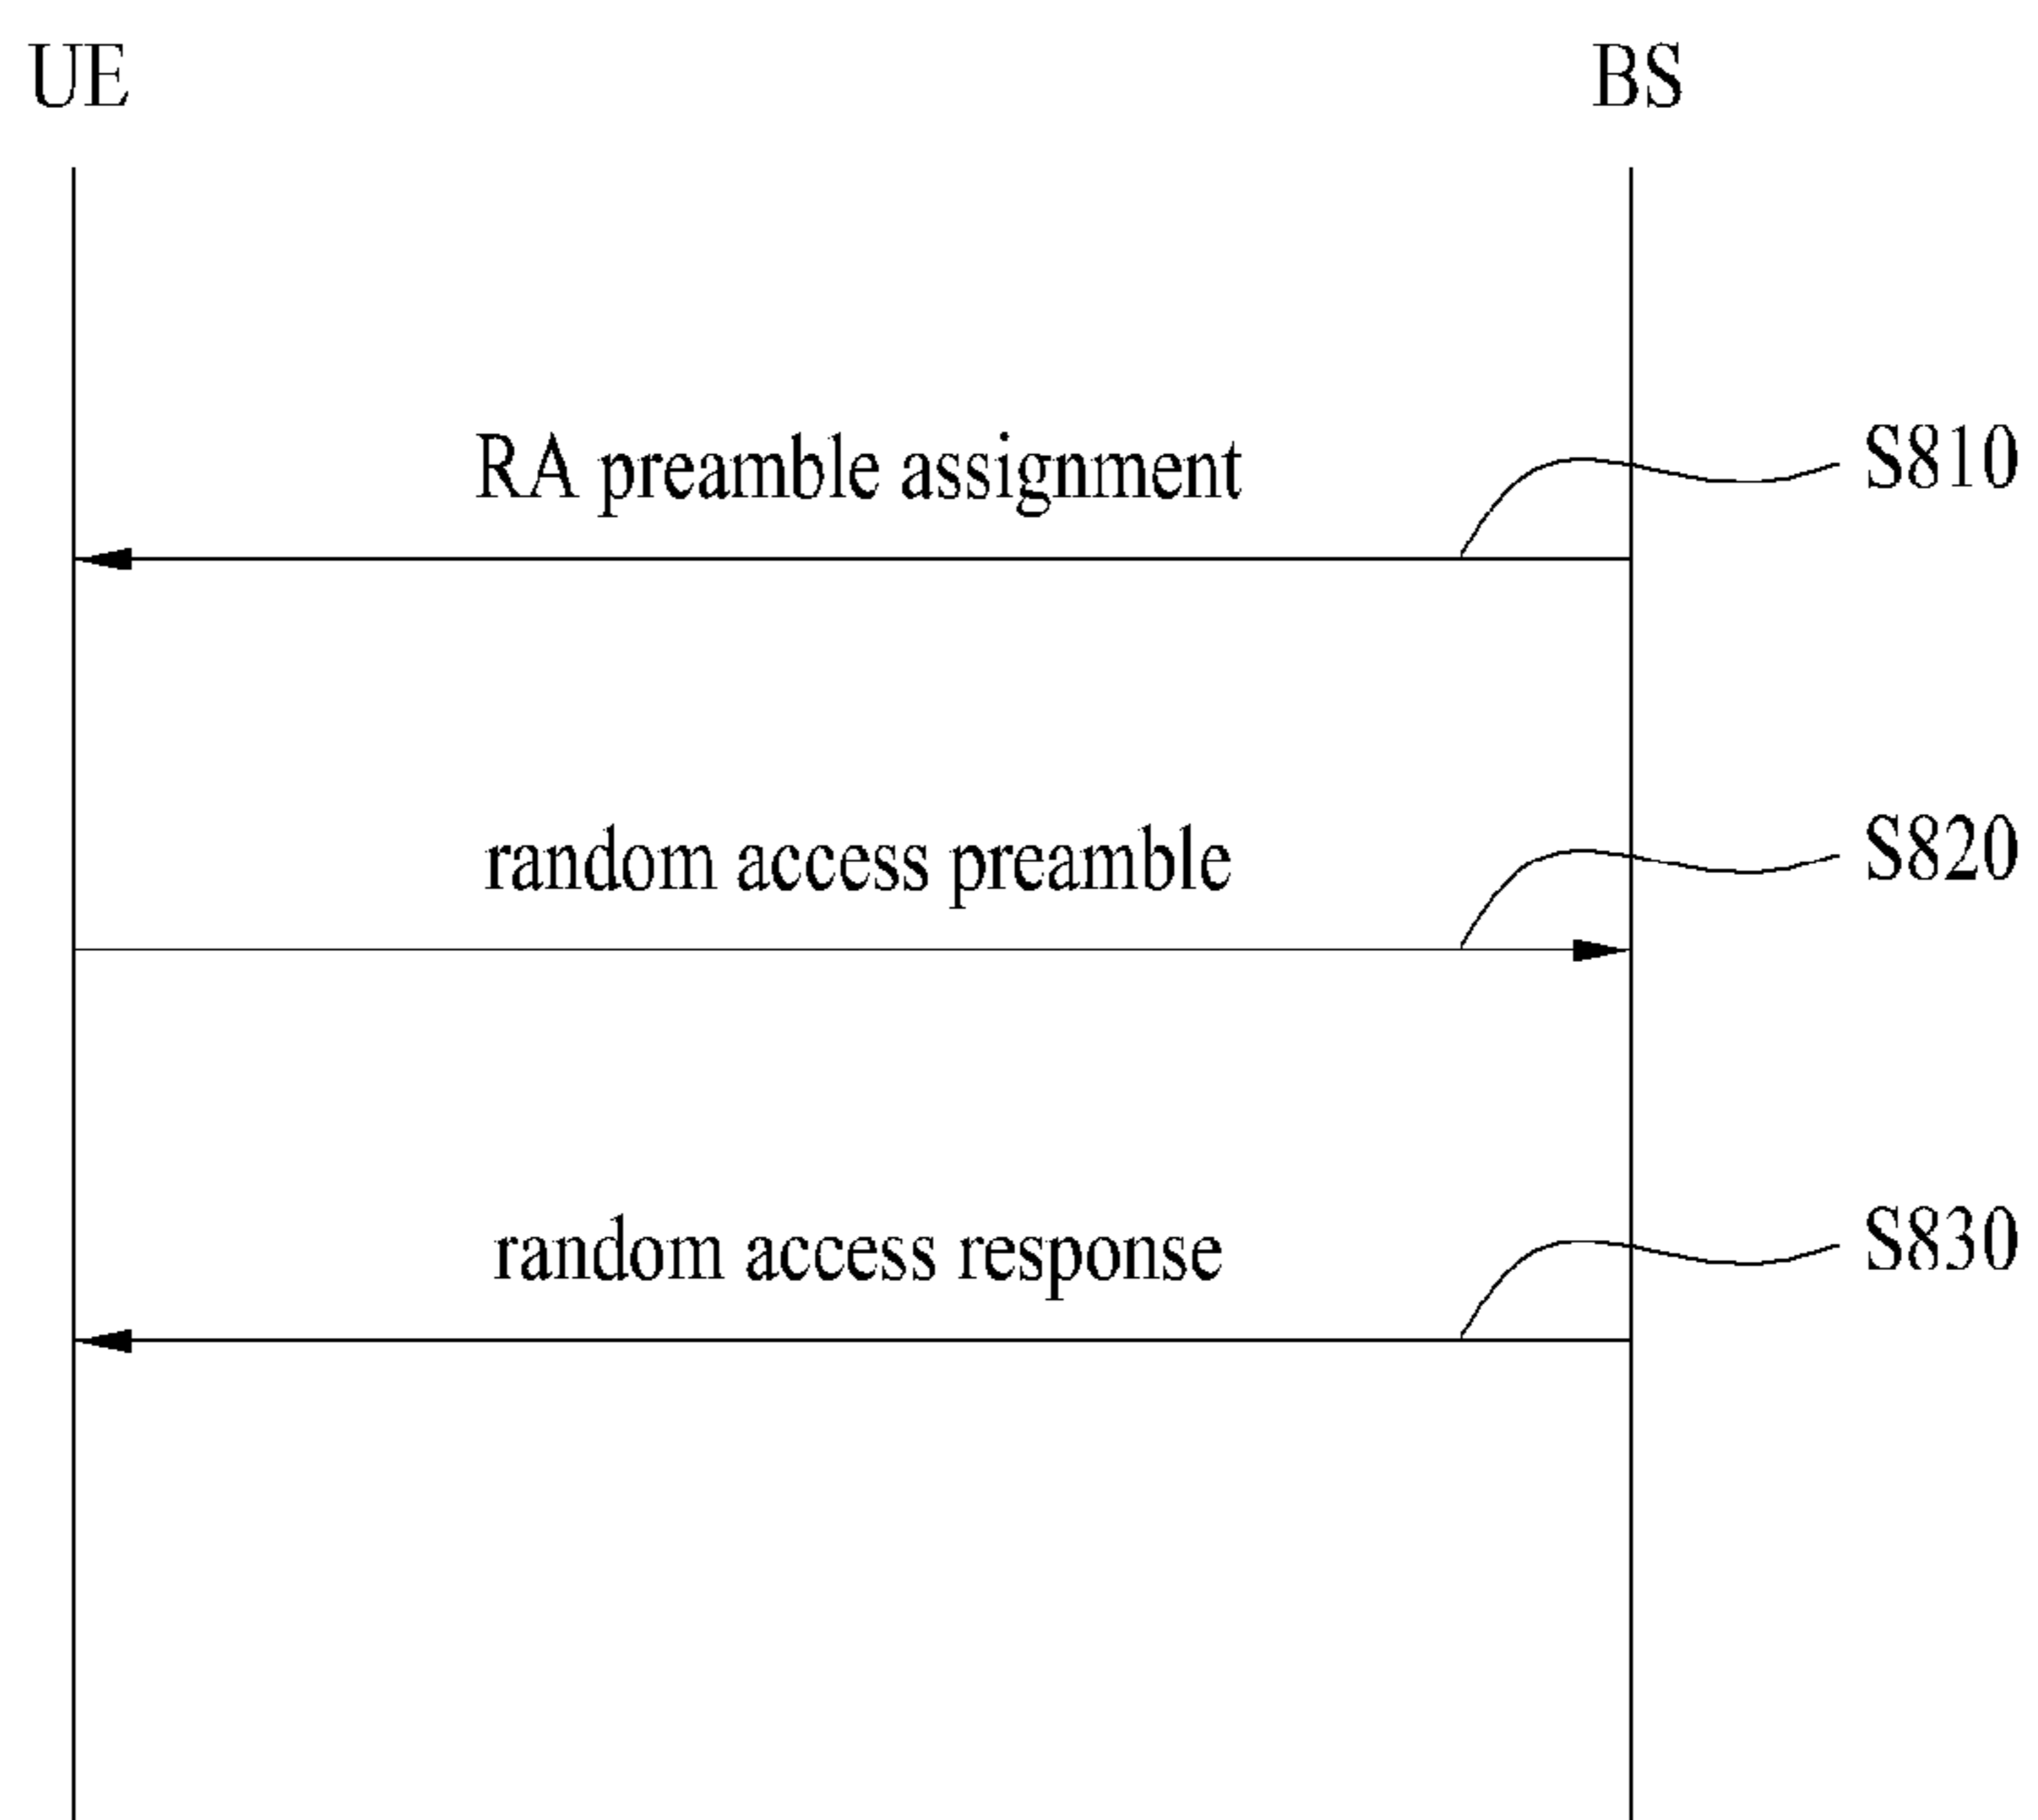 UE
BS
RA preamble assignment
S810
random access preamble
S820
random access response
S830